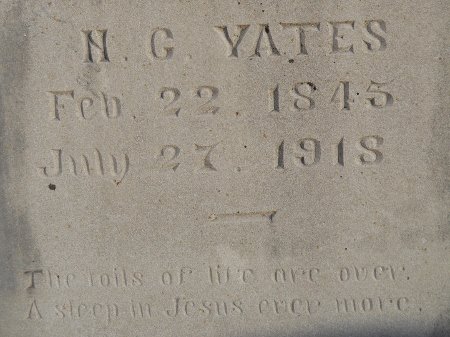 N. G. YATES
Feb. 22. 1845
July 27. 1918
The toils of life are over.
A sleep in Jesus ever more.